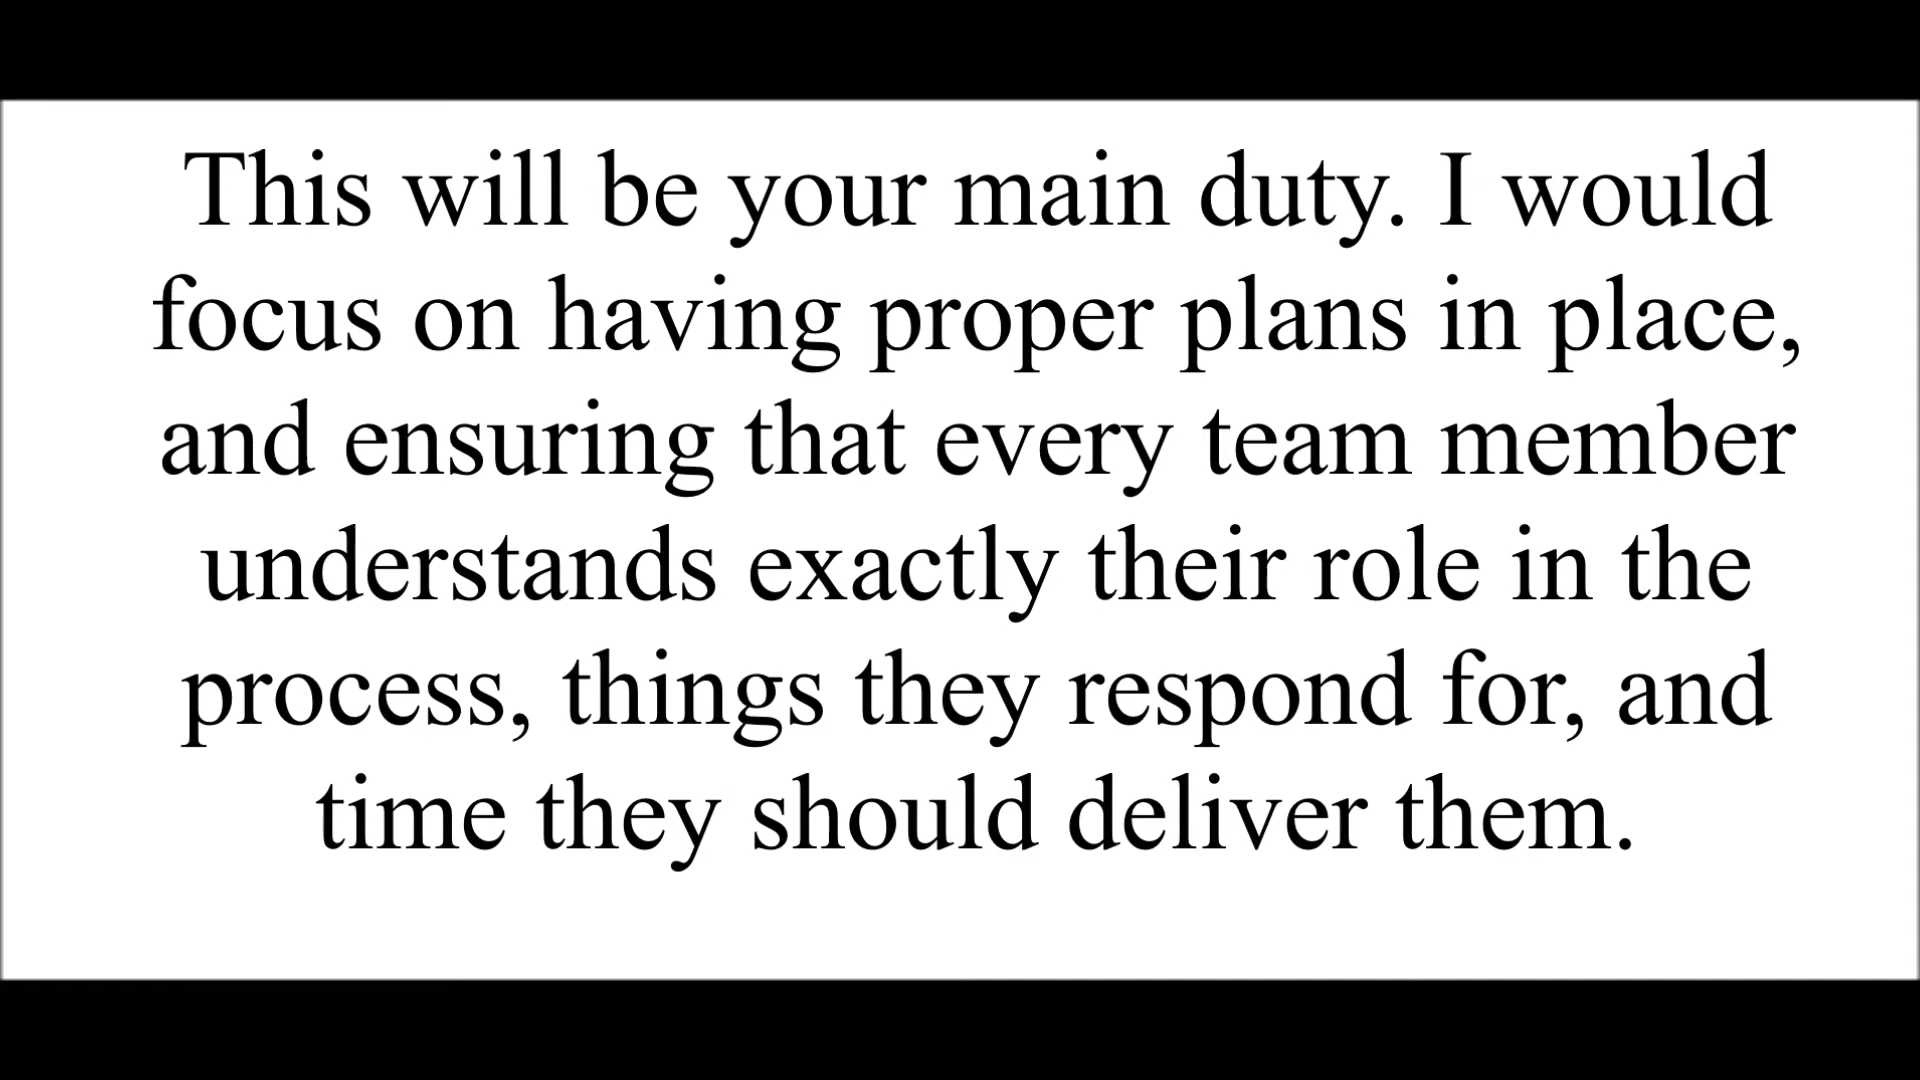 This will be your main duty. I would
focus on having proper plans in place,
and ensuring that every team member
understands exactly their role in the
process, things they respond for, and
time they should deliver them.